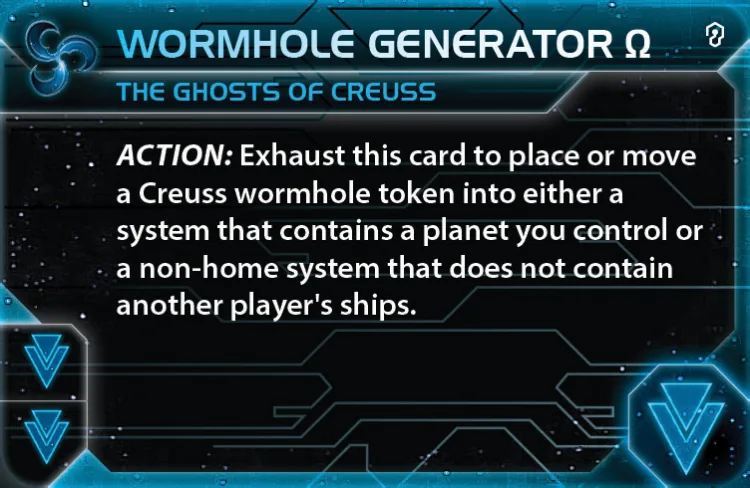 WORMHOLE GENERATOR Ω
THE GHOSTS OF CREUSS
ACTION: Exhaust this card to place or move
a Creuss wormhole token into either a
system that contains a planet you control or
a non-home system that does not contain
another player's ships.